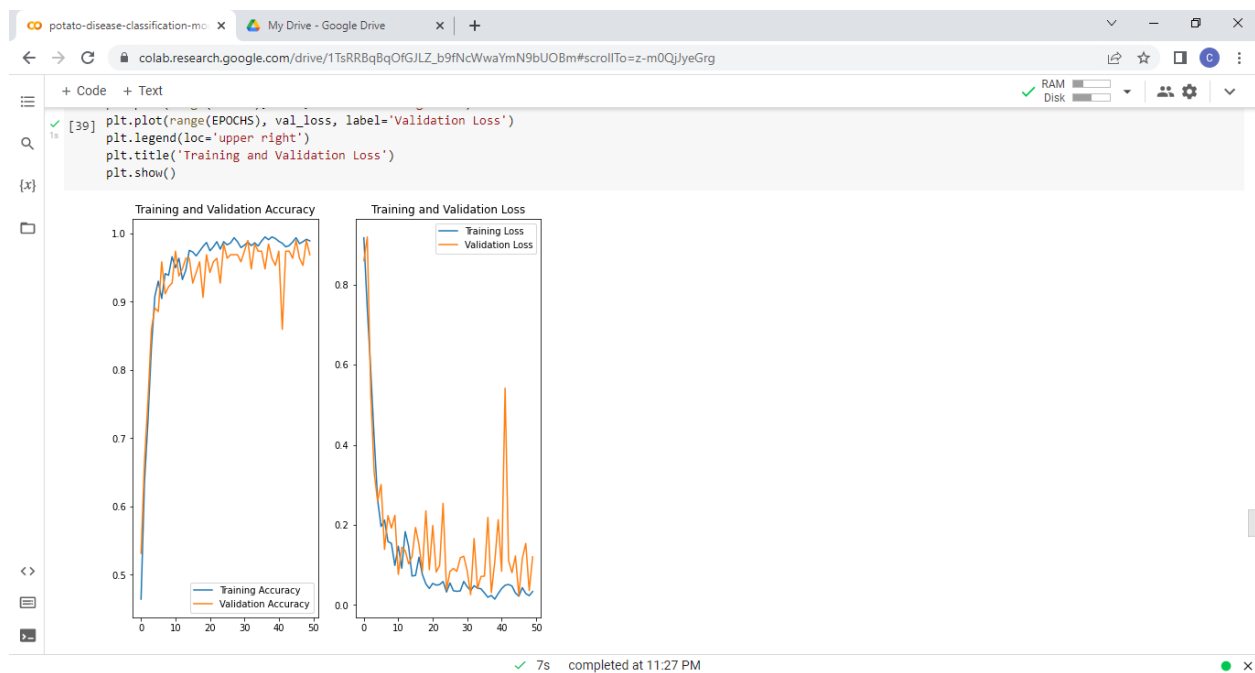 potato-disease-classification-mo
My Drive - Google Drive
colab.research.google.com/drive/1TsRRBqBqOfGJLZ_b9fNcWwaYmN9bUOBm#scrollTo=z-m0QjJyeGrg
C
+ Code + Text
RAM
Disk
[39]
1s
plt.plot(range(EPOCHS), val_loss, label='Validation Loss')
plt.legend(loc='upper right')
plt.title('Training and Validation Loss')
plt.show()
{x}
Training and Validation Accuracy
1.0
0.9
0.8
0.7
0.6
0.5
Training Accuracy
Validation Accuracy
0 10 20 30 40 50
Training and Validation Loss
Training Loss
Validation Loss
0.8
0.6
0.4
0.2
0.0
0 10 20 30 40 50
7s completed at 11:27 PM